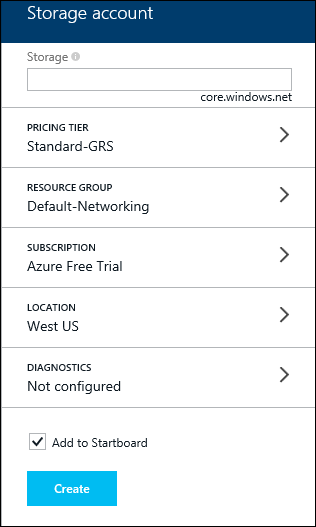 Storage account
Storage
core.windows.net
PRICING TIER
Standard-GRS
RESOURCE GROUP
Default-Networking
SUBSCRIPTION
Azure Free Trial
LOCATION
West US
DIAGNOSTICS
Not configured
Add to Startboard
Create